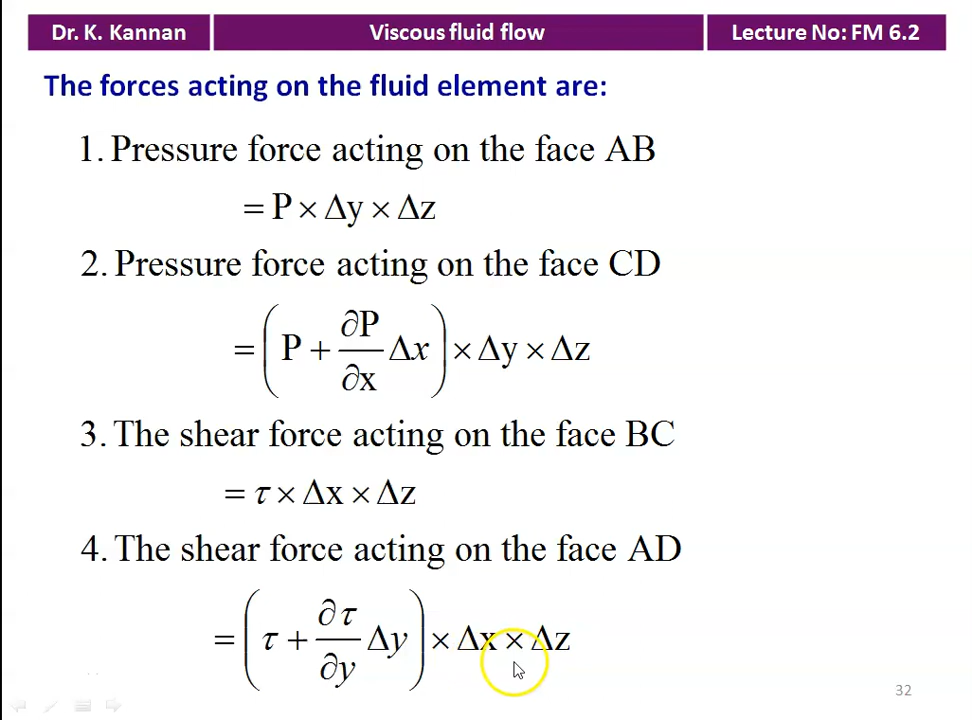 Dr. K. Kannan
Viscous fluid flow
Lecture No: FM 6.2
The forces acting on the fluid element are:
1. Pressure force acting on the face AB
= P × Δy × Δz
2. Pressure force acting on the face CD
= (P + ∂P/∂x Δx) × Δy × Δz
3. The shear force acting on the face BC
= τ × Δx × Δz
4. The shear force acting on the face AD
= (τ + ∂τ/∂y Δy) × Δx × Δz
32